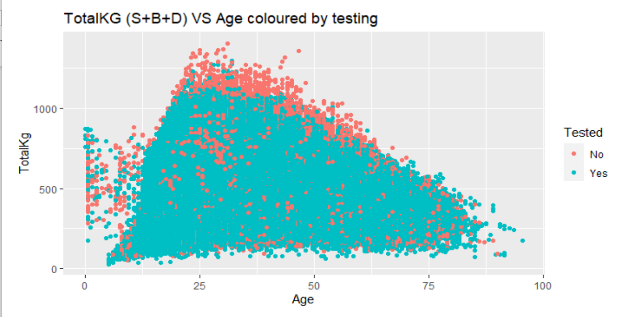 TotalKG (S+B+D) VS Age coloured by testing
TotalKg
1000
500
0
0
25
50
75
100
Age
Tested
No
Yes